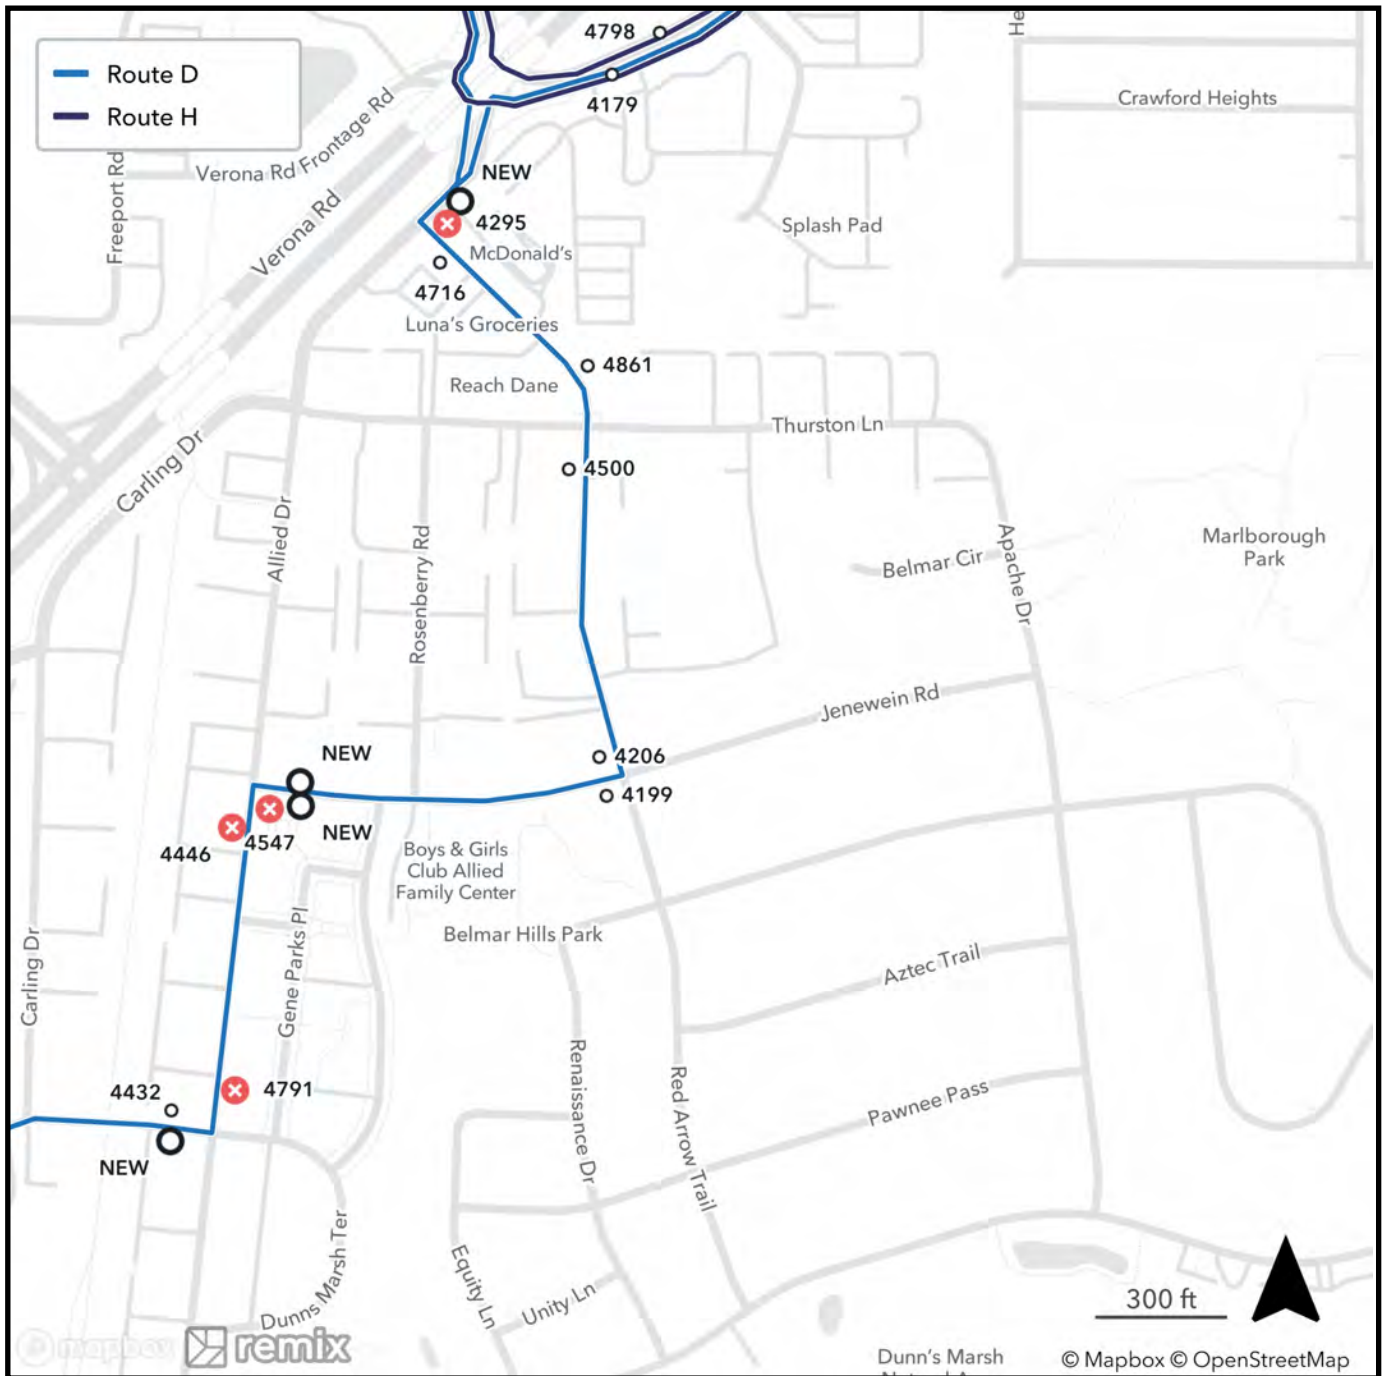 He
4798
Route D
Route H
4179
Crawford Heights
Verona Rd Frontage Rd
Freeport Rd
NEW
Verona Rd
4295
Splash Pad
McDonald's
4716
Luna's Groceries
4861
Reach Dane
Thurston Ln
Carling Dr
4500
Allied Dr
Rosenberry Rd
Apache Dr
Belmar Cir
Marlborough
Park
Jenewein Rd
NEW
4206
4199
NEW
4547
4446
Boys & Girls
Club Allied
Family Center
Belmar Hills Park
Carling Dr
Gene Parks Pl
Aztec Trail
4791
4432
Renaissance Dr
Red Arrow Trail
Pawnee Pass
NEW
Dunns Marsh Ter
Equity Ln
Unity Ln
300 ft
mapbox
remix
Dunn's Marsh
© Mapbox © OpenStreetMap